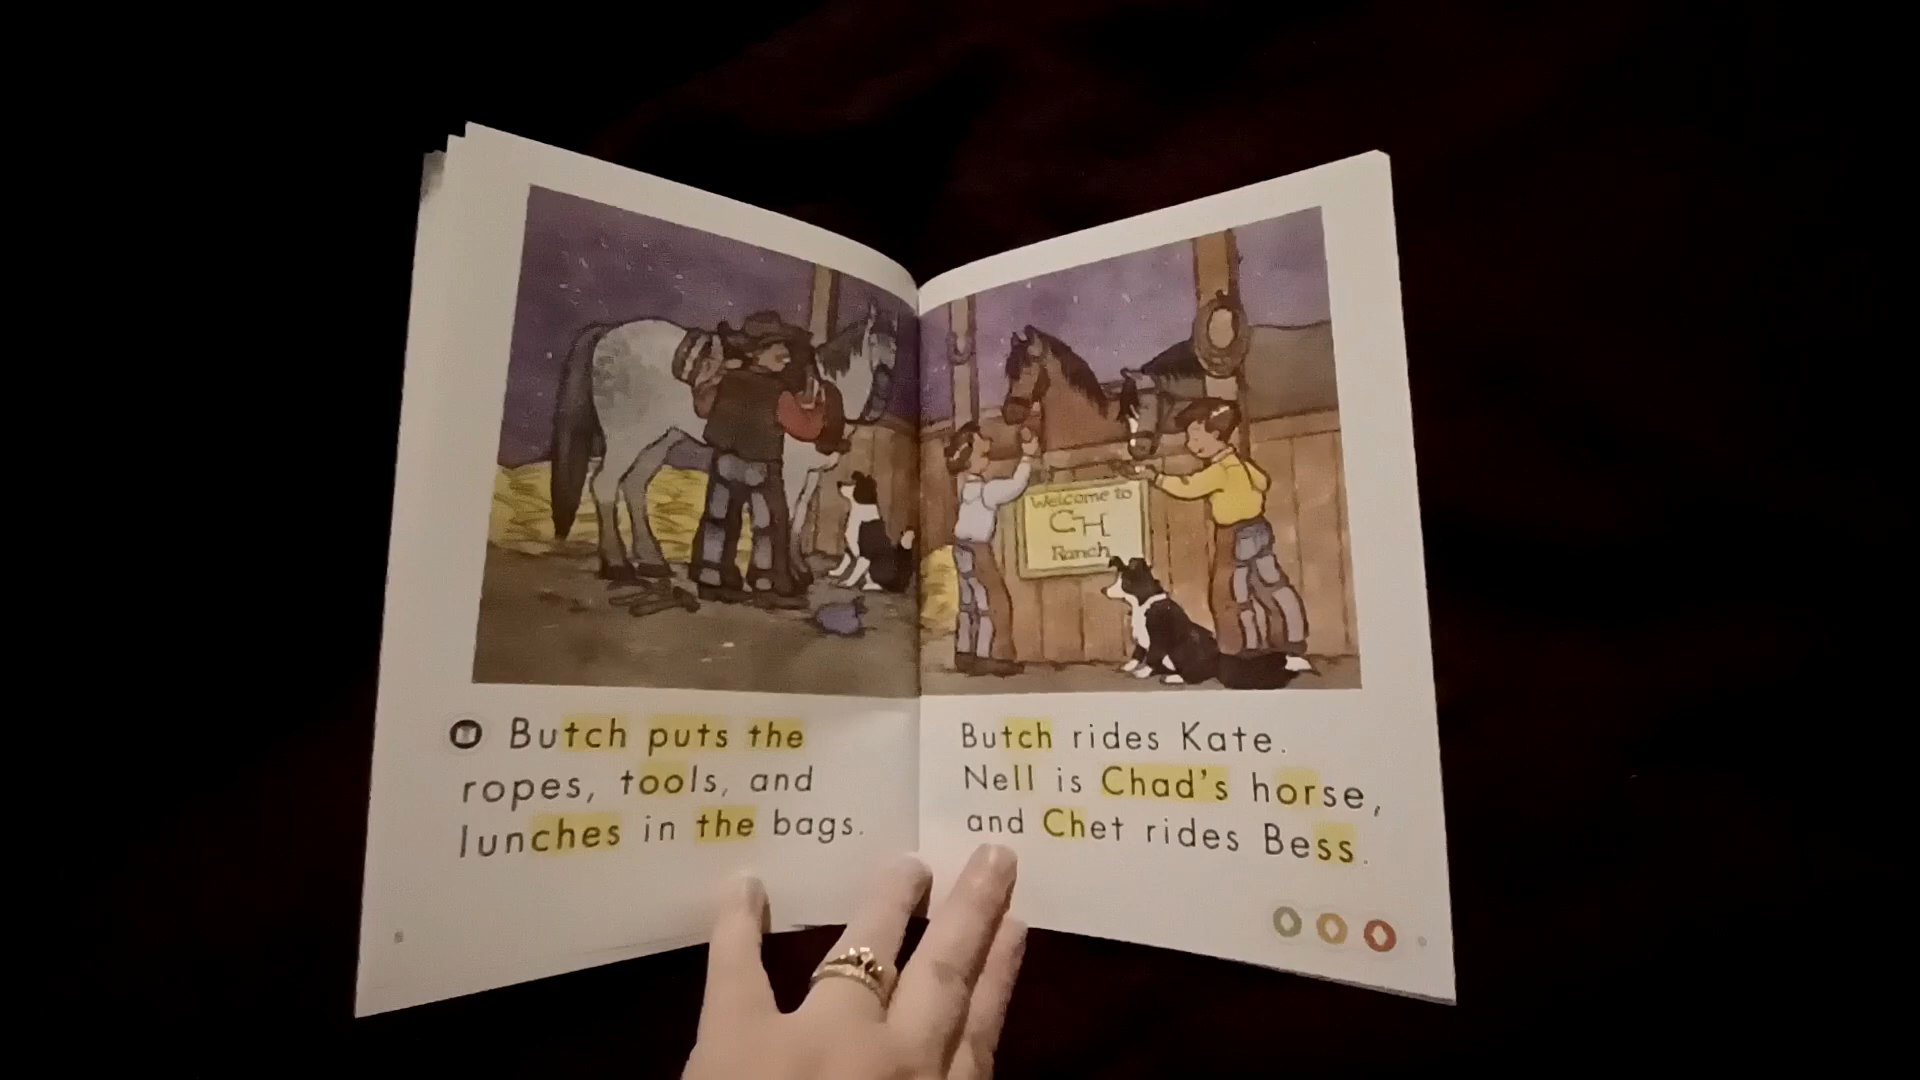 Welcome to
CH
Ranch
Butch puts the
ropes, tools, and
lunches in the bags.
Butch rides Kate.
Nell is Chad's horse,
and Chet rides Bess.